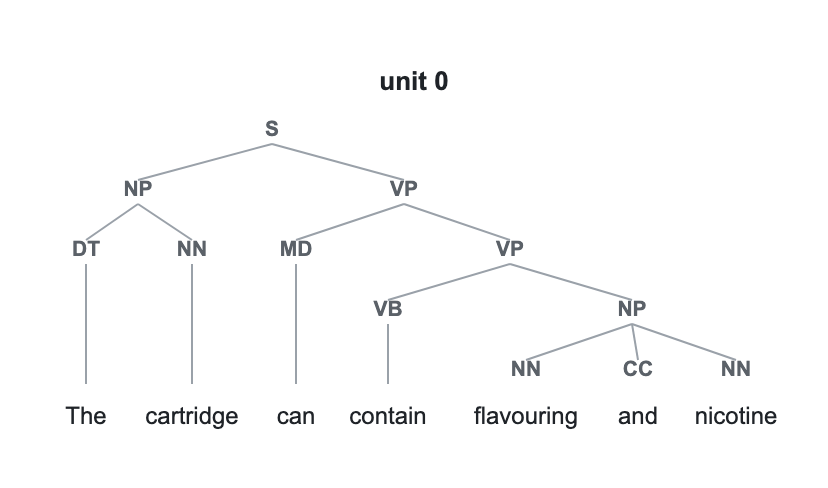 unit 0
S
NP VP
DT NN MD VP
VB NP
NN CC NN
The cartridge can contain flavouring and nicotine